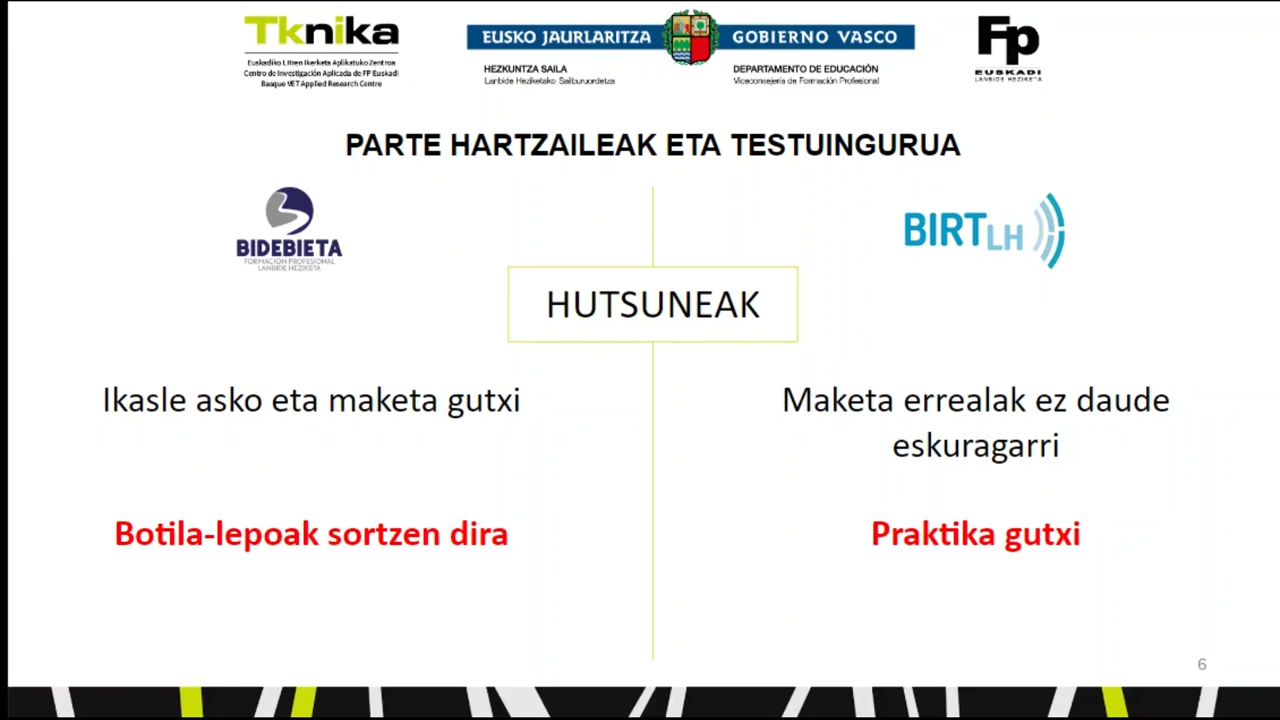 Tknika
Euskadiko LHren Ikerketa Aplikatuko Zentroa
Centro de Investigación Aplicada de FP Euskadi
Basque VET Applied Research Centre
EUSKO JAURLARITZA
GOBIERNO VASCO
HEZKUNTZA SAILA
Lanbide Heziketako Sailburuordetza
DEPARTAMENTO DE EDUCACIÓN
Viceconsejería de Formación Profesional
Fp
EUSKADI
LANBIDE HEZIKETA
PARTE HARTZAILEAK ETA TESTUINGURUA
BIDEBIETA
FORMACIÓN PROFESIONAL
LANBIDE HEZIKETA
BIRT LH
HUTSUNEAK
Ikasle asko eta maketa gutxi
Botila-lepoak sortzen dira
Maketa errealak ez daude
eskuragarri
Praktika gutxi
6